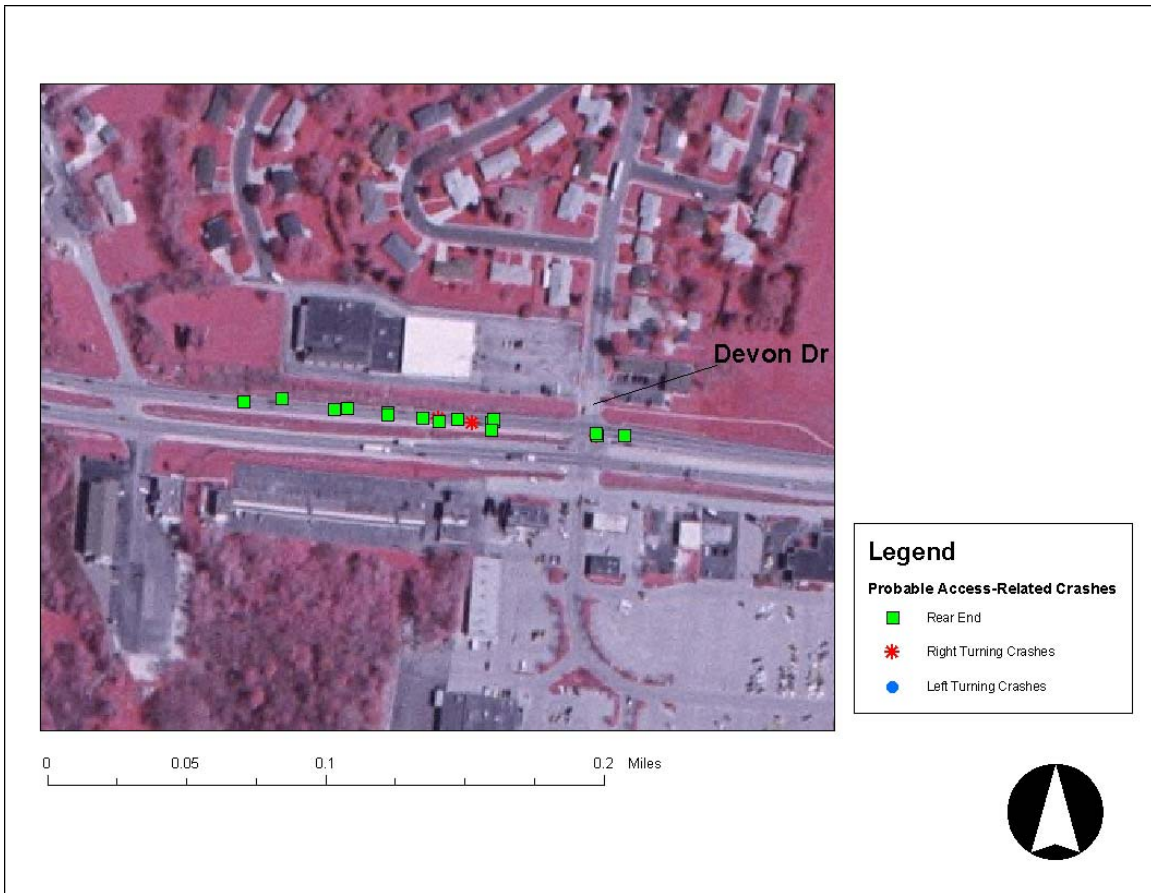 Devon Dr
Legend
Probable Access-Related Crashes
Rear End
Right Turning Crashes
Left Turning Crashes
0 0.05 0.1 0.2 Miles